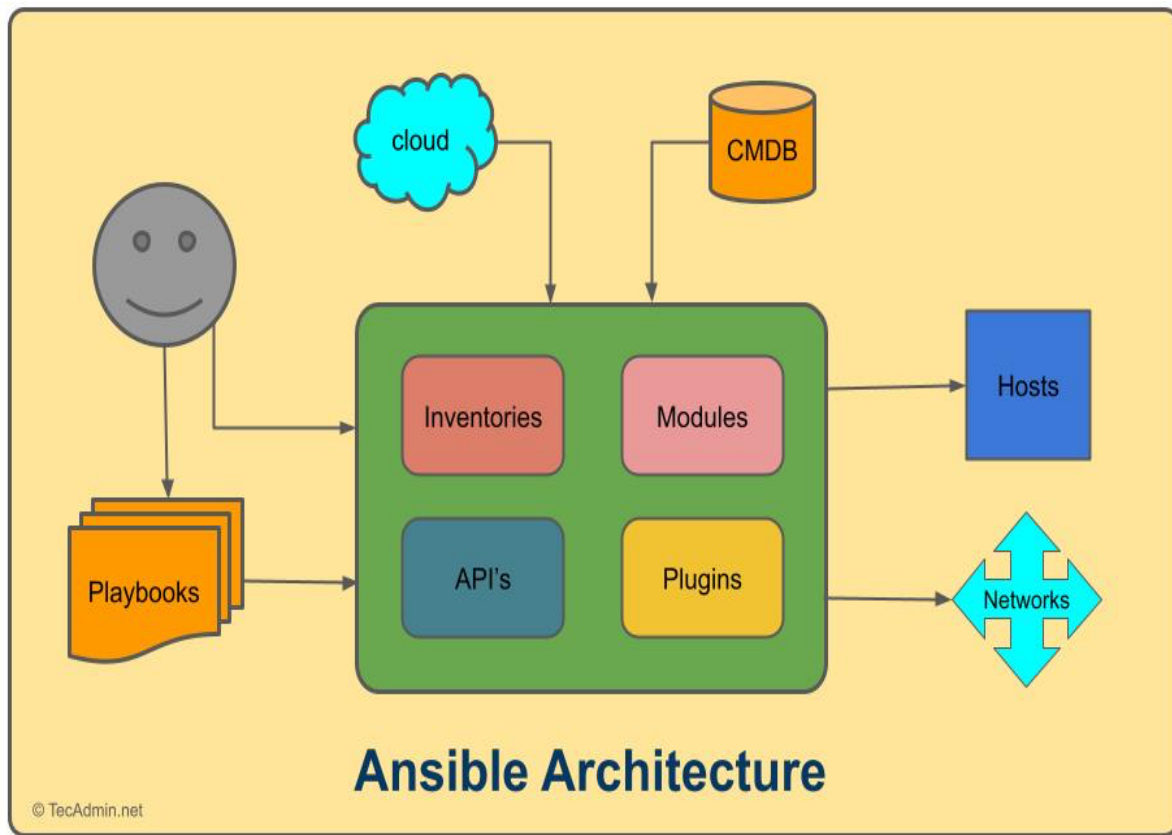 cloud
CMDB
Inventories
Modules
Hosts
Playbooks
API's
Plugins
Networks
Ansible Architecture
© TecAdmin.net